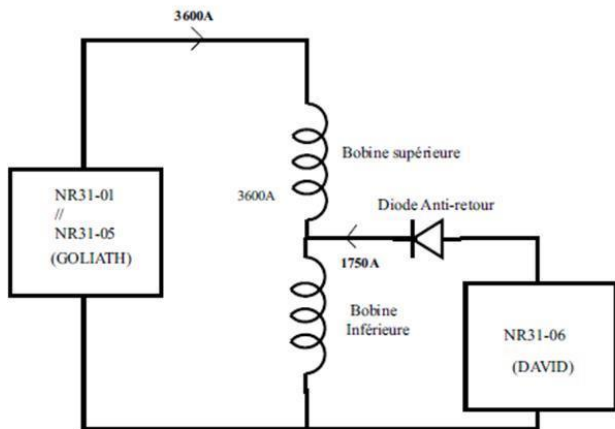 3600A
NR31-01
//
NR31-05
(GOLIATH)
3600A
Bobine supérieure
Diode Anti-retour
1750A
Bobine
Inférieure
NR31-06
(DAVID)